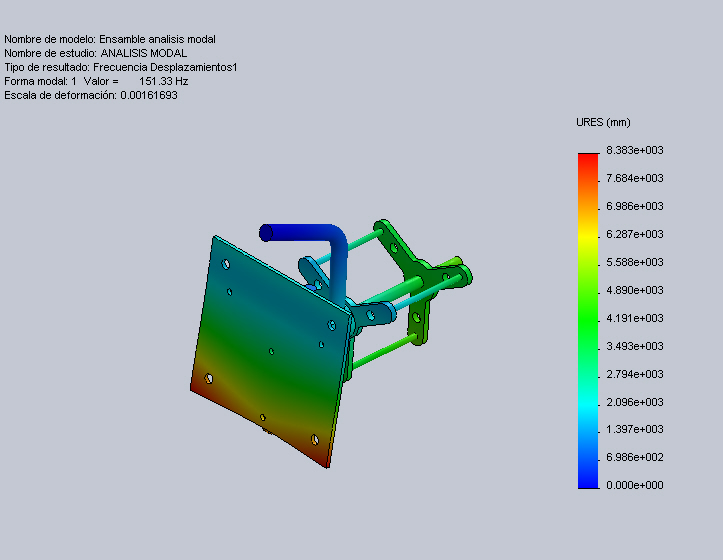 Nombre de modelo: Ensamble analisis modal
Nombre de estudio: ANALISIS MODAL
Tipo de resultado: Frecuencia Desplazamientos1
Forma modal: 1 Valor = 151.33 Hz
Escala de deformación: 0.00161693
URES (mm)
8.383e+003
7.684e+003
6.986e+003
6.287e+003
5.588e+003
4.890e+003
4.191e+003
3.493e+003
2.794e+003
2.096e+003
1.397e+003
6.986e+002
0.000e+000